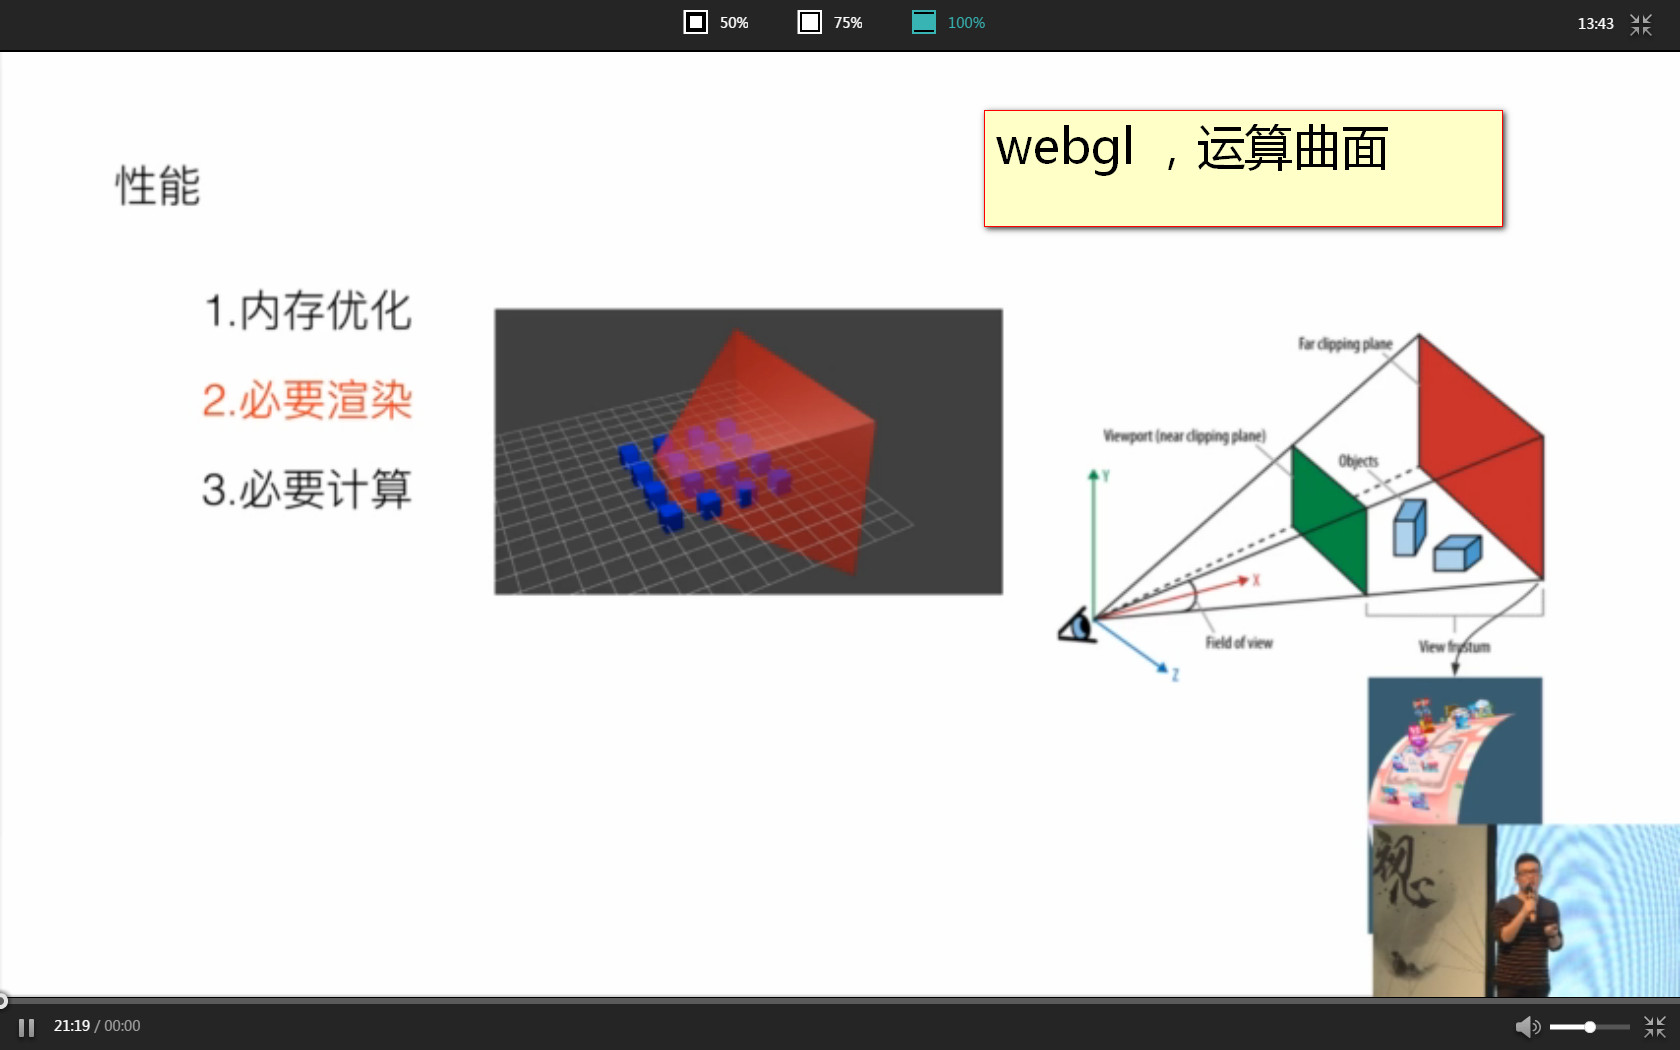 50%
75%
100%
13:43
webgl ，运算曲面
性能
1.内存优化
2.必要渲染
3.必要计算
Far clipping plane
Viewport (near clipping plane)
Objects
Y
X
Field of view
View frustum
Z
心
21:19 / 00:00